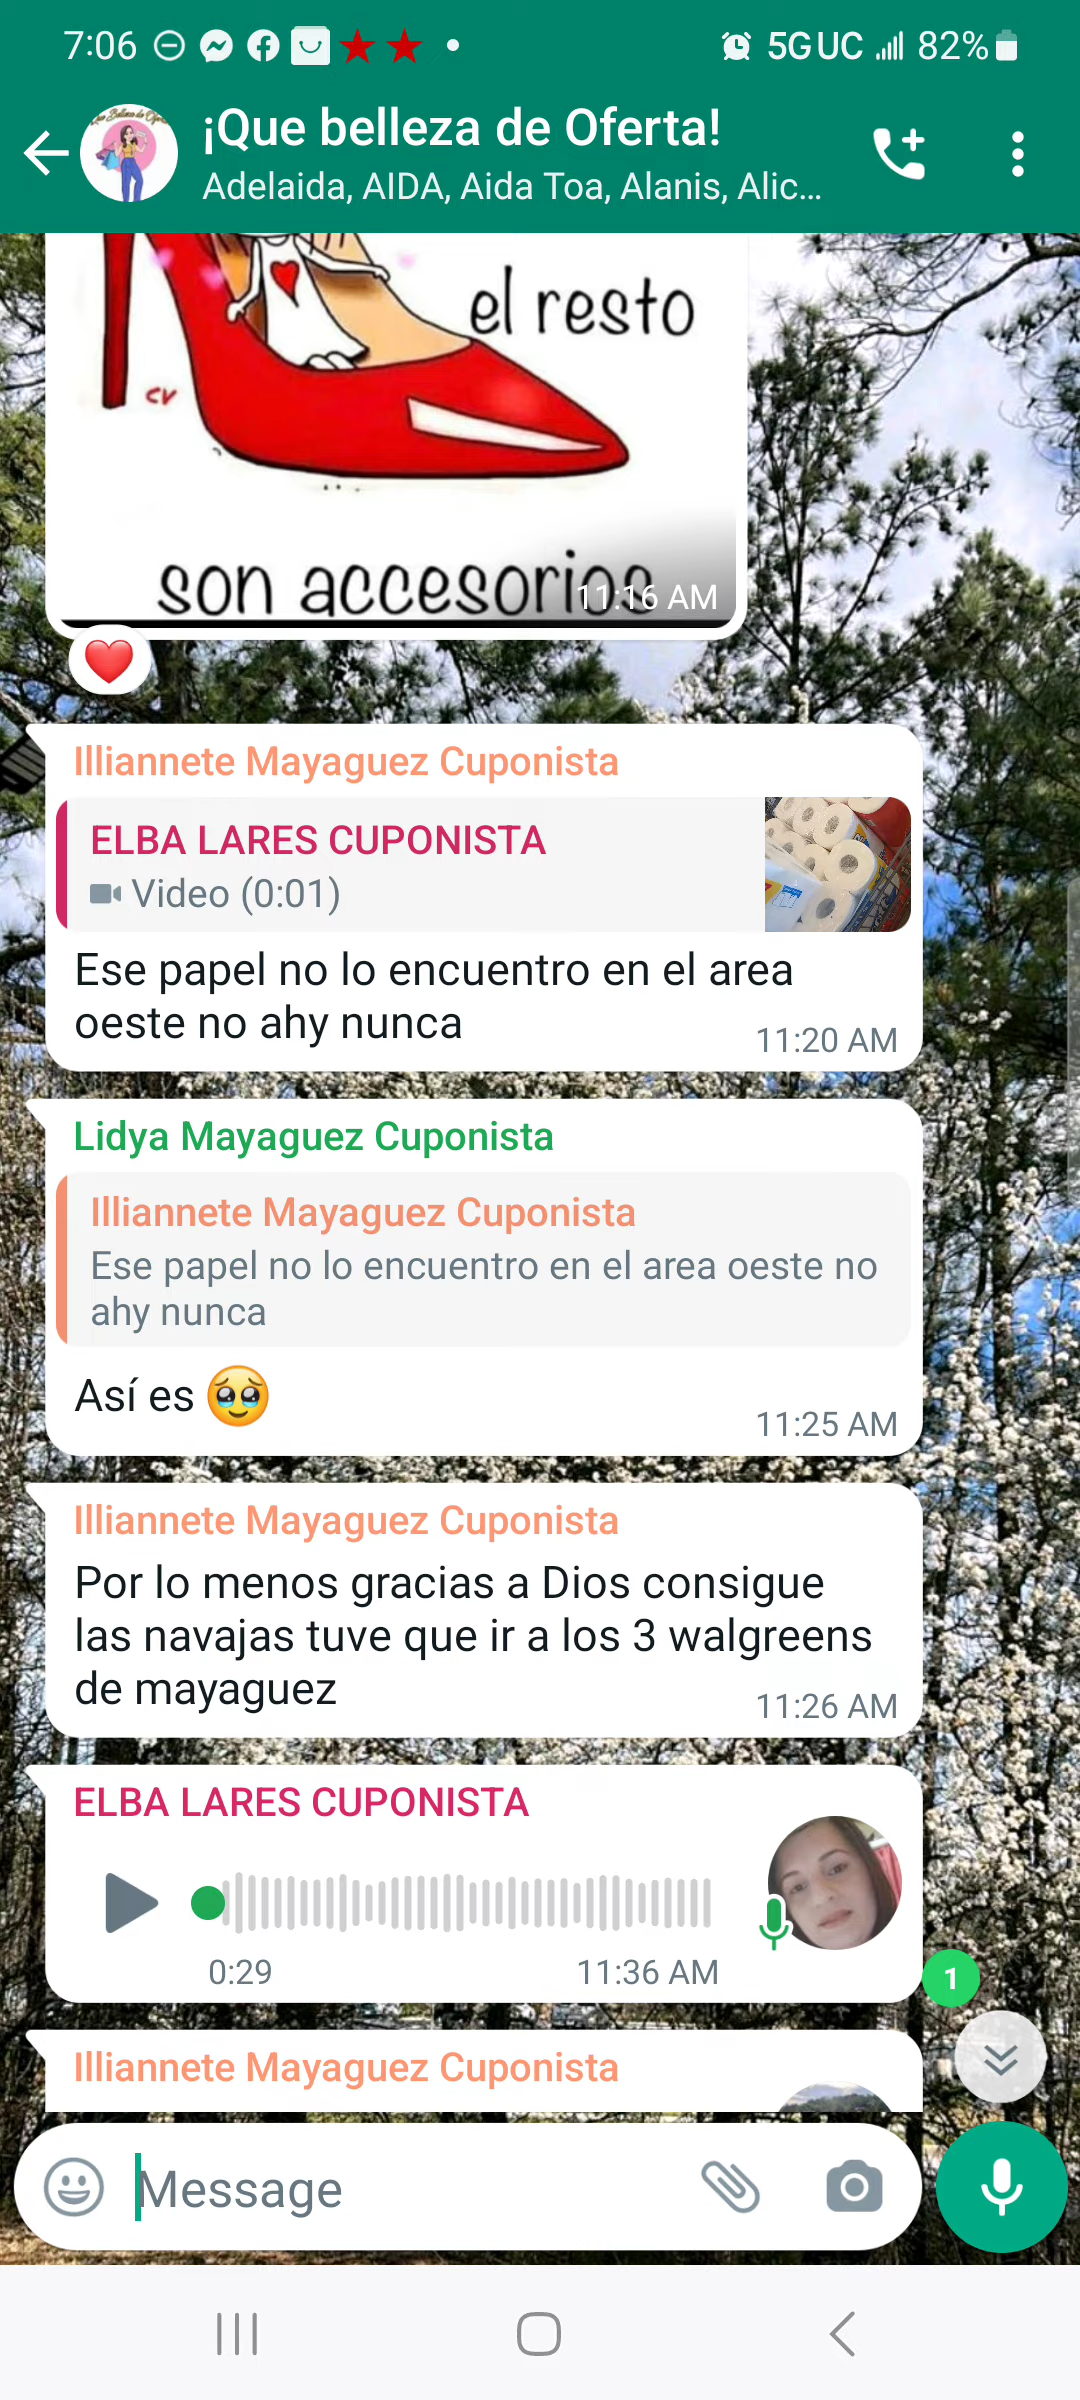 7:06
5G UC
82%
¡Que belleza de Oferta!
Adelaida, AIDA, Aida Toa, Alanis, Alic...
el resto
CV
son accesorios
11:16 AM
Illiannete Mayaguez Cuponista
ELBA LARES CUPONISTA
Video (0:01)
Ese papel no lo encuentro en el area
oeste no ahy nunca
11:20 AM
Lidya Mayaguez Cuponista
Illiannete Mayaguez Cuponista
Ese papel no lo encuentro en el area oeste no
ahy nunca
Así es 🥹
11:25 AM
Illiannete Mayaguez Cuponista
Por lo menos gracias a Dios consigue
las navajas tuve que ir a los 3 walgreens
de mayaguez
11:26 AM
ELBA LARES CUPONISTA
0:29
11:36 AM
1
Illiannete Mayaguez Cuponista
Message